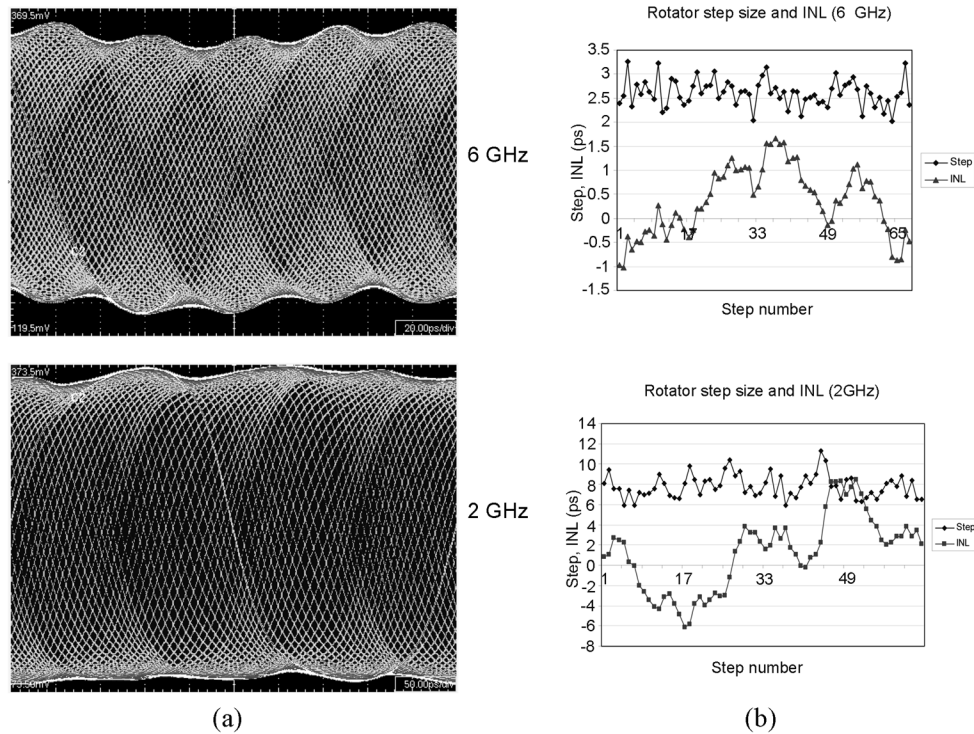 369.5mV
119.5mV
20.00ps/div
6 GHz
Rotator step size and INL (6 GHz)
3.5
3
2.5
2
1.5
1
0.5
0
-0.5
-1
-1.5
Step, INL (ps)
1
17
33
49
65
Step number
Step
INL
373.5mV
73.50mV
50.00ps/div
2 GHz
Rotator step size and INL (2GHz)
14
12
10
8
6
4
2
0
-2
-4
-6
-8
Step, INL (ps)
1
17
33
49
Step number
Step
INL
(a)
(b)